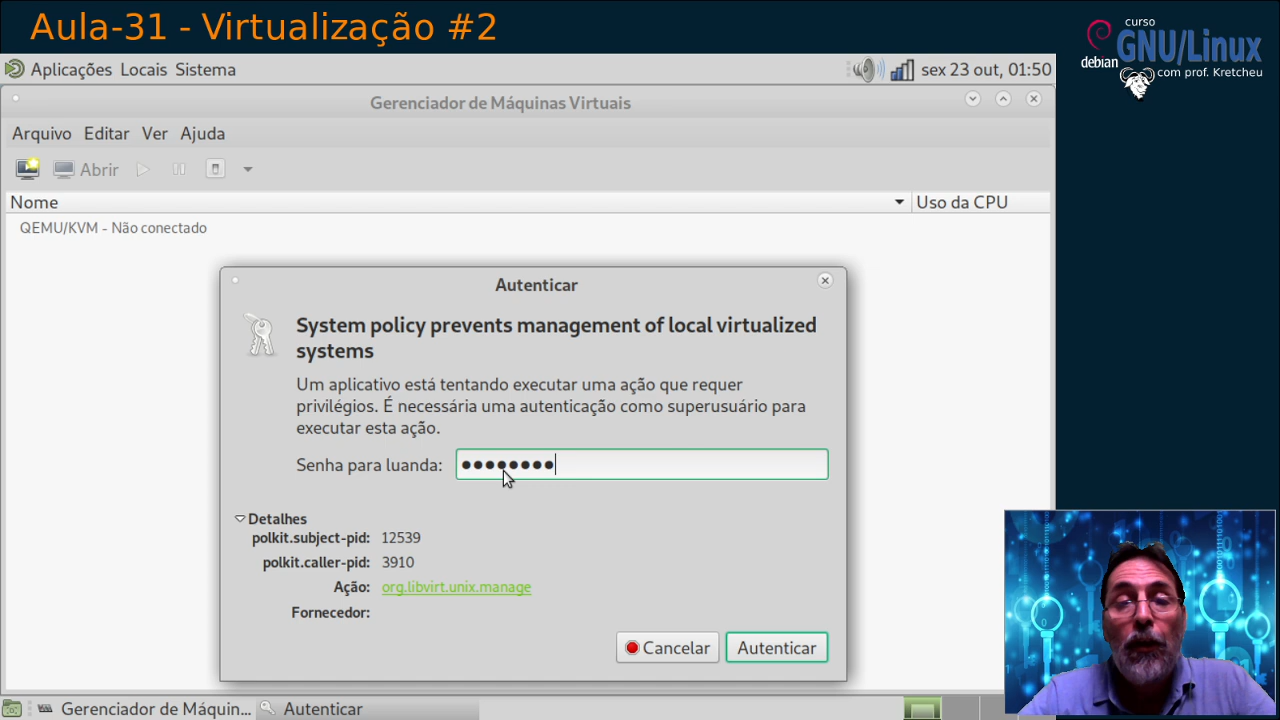 Aula-31 - Virtualização #2
curso
GNU/Linux
debian
com prof. Kretcheu
Aplicações Locais Sistema
sex 23 out, 01:50
Gerenciador de Máquinas Virtuais
Arquivo Editar Ver Ajuda
Abrir
Nome
Uso da CPU
QEMU/KVM - Não conectado
Autenticar
System policy prevents management of local virtualized
systems
Um aplicativo está tentando executar uma ação que requer
privilégios. É necessária uma autenticação como superusuário para
executar esta ação.
Senha para luanda: ●●●●●●●●
Detalhes
polkit.subject-pid: 12539
polkit.caller-pid: 3910
Ação: org.libvirt.unix.manage
Fornecedor:
Cancelar
Autenticar
Gerenciador de Máquin...
Autenticar